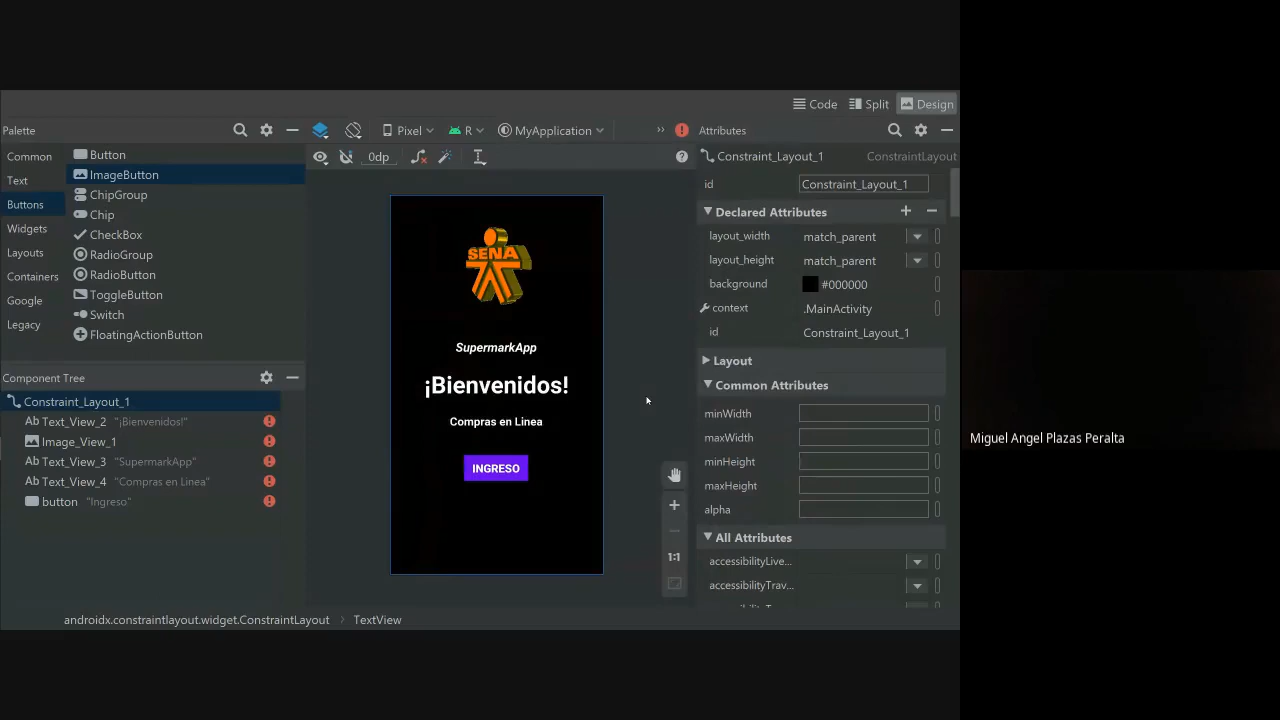 Code
Split
Design
Palette
Pixel
R
MyApplication
Attributes
Common
Text
Buttons
Widgets
Layouts
Containers
Google
Legacy
Button
ImageButton
ChipGroup
Chip
CheckBox
RadioGroup
RadioButton
ToggleButton
Switch
FloatingActionButton
Component Tree
Constraint_Layout_1
Ab Text_View_2 "¡Bienvenidos!"
Image_View_1
Ab Text_View_3 "SupermarkApp"
Ab Text_View_4 "Compras en Linea"
button "Ingreso"
0dp
SENA
SupermarkApp
¡Bienvenidos!
Compras en Linea
INGRESO
1:1
Constraint_Layout_1 ConstraintLayout
id Constraint_Layout_1
Declared Attributes
layout_width match_parent
layout_height match_parent
background #000000
context .MainActivity
id Constraint_Layout_1
Layout
Common Attributes
minWidth
maxWidth
minHeight
maxHeight
alpha
All Attributes
accessibilityLive...
accessibilityTrav...
androidx.constraintlayout.widget.ConstraintLayout > TextView
Miguel Angel Plazas Peralta